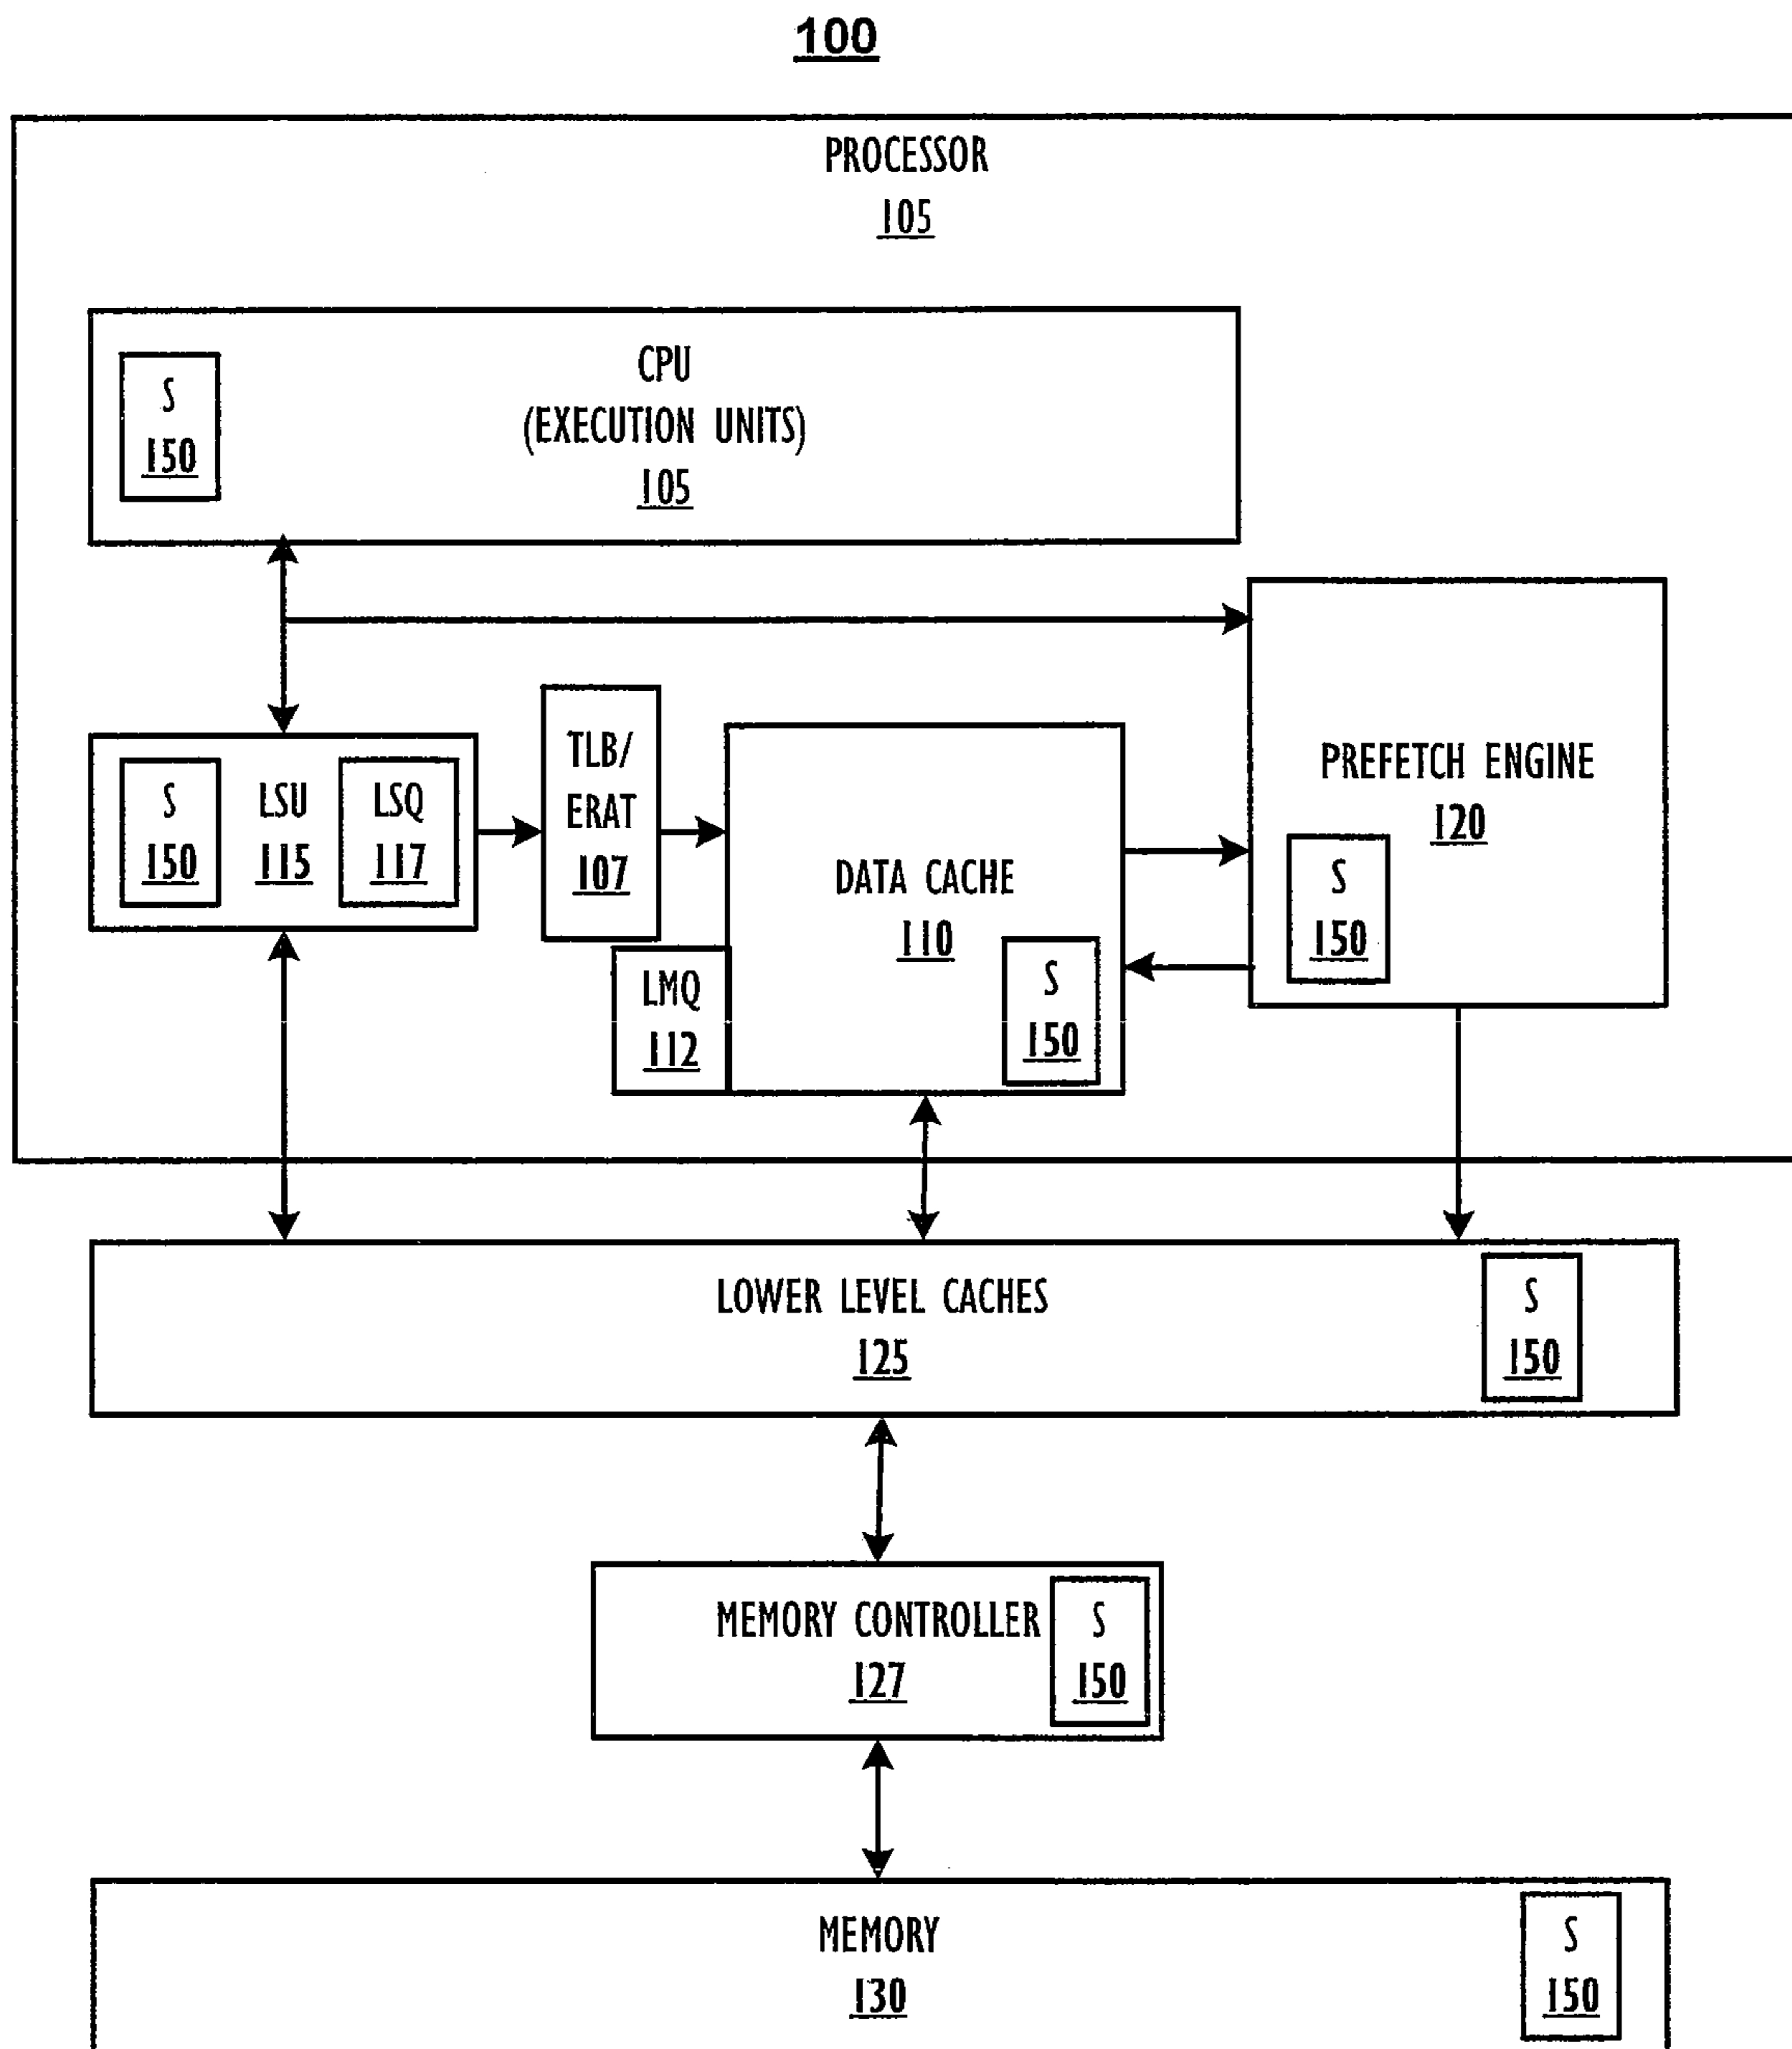 100
PROCESSOR
105
CPU
(EXECUTION UNITS)
105
S
150
PREFETCH ENGINE
120
S
150
S
150
LSU
115
LSQ
117
TLB/
ERAT
107
DATA CACHE
110
S
150
LMQ
112
LOWER LEVEL CACHES
125
S
150
MEMORY CONTROLLER
127
S
150
MEMORY
130
S
150